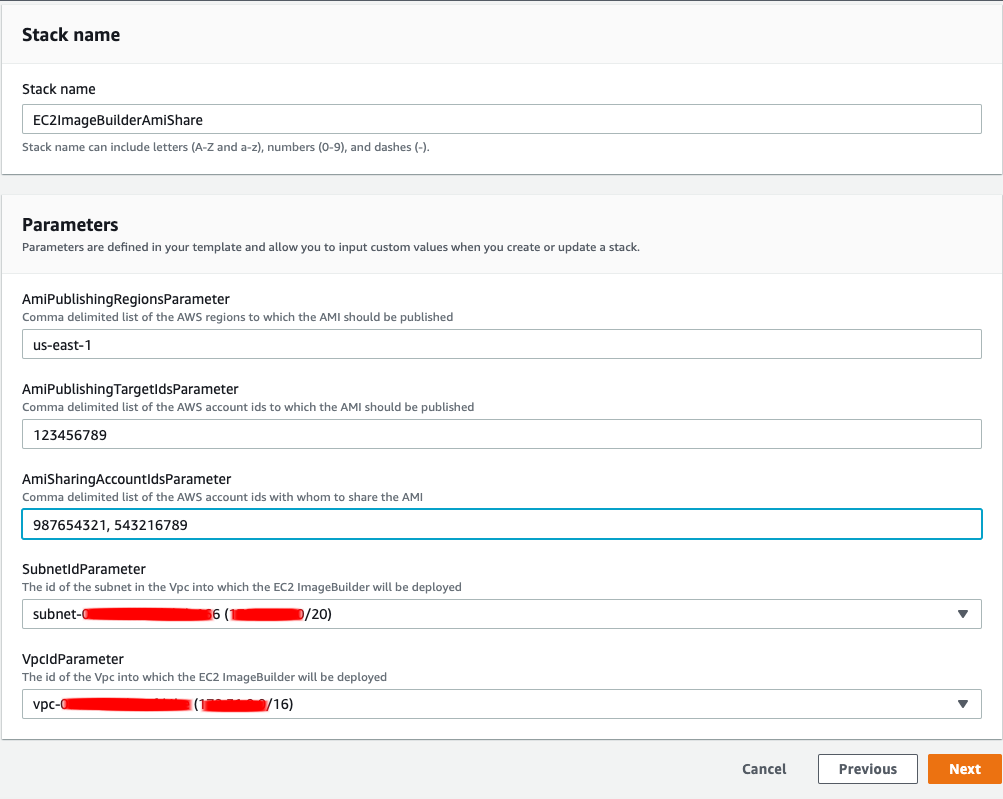 Stack name
Stack name
EC2ImageBuilderAmiShare
Stack name can include letters (A-Z and a-z), numbers (0-9), and dashes (-).
Parameters
Parameters are defined in your template and allow you to input custom values when you create or update a stack.
AmiPublishingRegionsParameter
Comma delimited list of the AWS regions to which the AMI should be published
us-east-1
AmiPublishingTargetIdsParameter
Comma delimited list of the AWS account ids to which the AMI should be published
123456789
AmiSharingAccountIdsParameter
Comma delimited list of the AWS account ids with whom to share the AMI
987654321, 543216789
SubnetIdParameter
The id of the subnet in the Vpc into which the EC2 ImageBuilder will be deployed
subnet- 6 ( /20)
VpcIdParameter
The id of the Vpc into which the EC2 ImageBuilder will be deployed
vpc- ( /16)
Cancel Previous Next